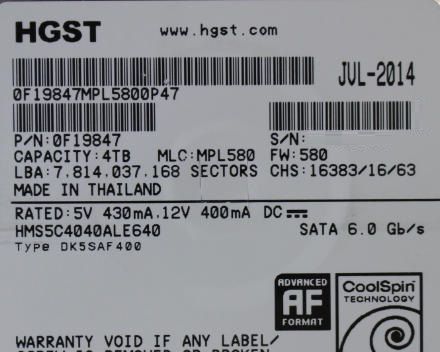 HGST www.hgst.com
JUL-2014
0F19847MPL5800P47
P/N:0F19847 S/N:
CAPACITY:4TB MLC:MPL580 FW:580
LBA:7.814.037.168 SECTORS CHS:16383/16/63
MADE IN THAILAND
RATED:5V 430mA.12V 400mA DC
HMS5C4040ALE640 SATA 6.0 Gb/s
Type DK5SAF400
ADVANCED
AF
FORMAT
CoolSpin
TECHNOLOGY
WARRANTY VOID IF ANY LABEL/